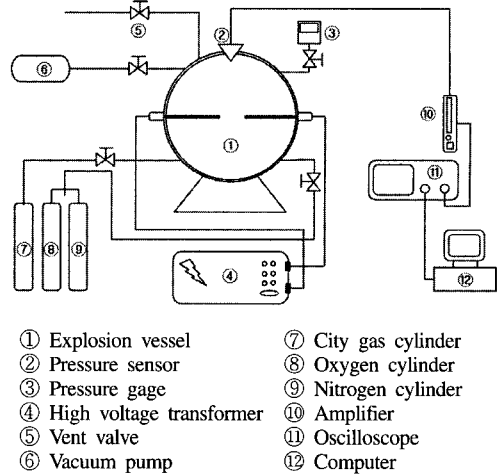 ⑤
②
③
⑥
⑩
①
⑪
⑦
⑧
⑨
④
⑫
① Explosion vessel
② Pressure sensor
③ Pressure gage
④ High voltage transformer
⑤ Vent valve
⑥ Vacuum pump
⑦ City gas cylinder
⑧ Oxygen cylinder
⑨ Nitrogen cylinder
⑩ Amplifier
⑪ Oscilloscope
⑫ Computer